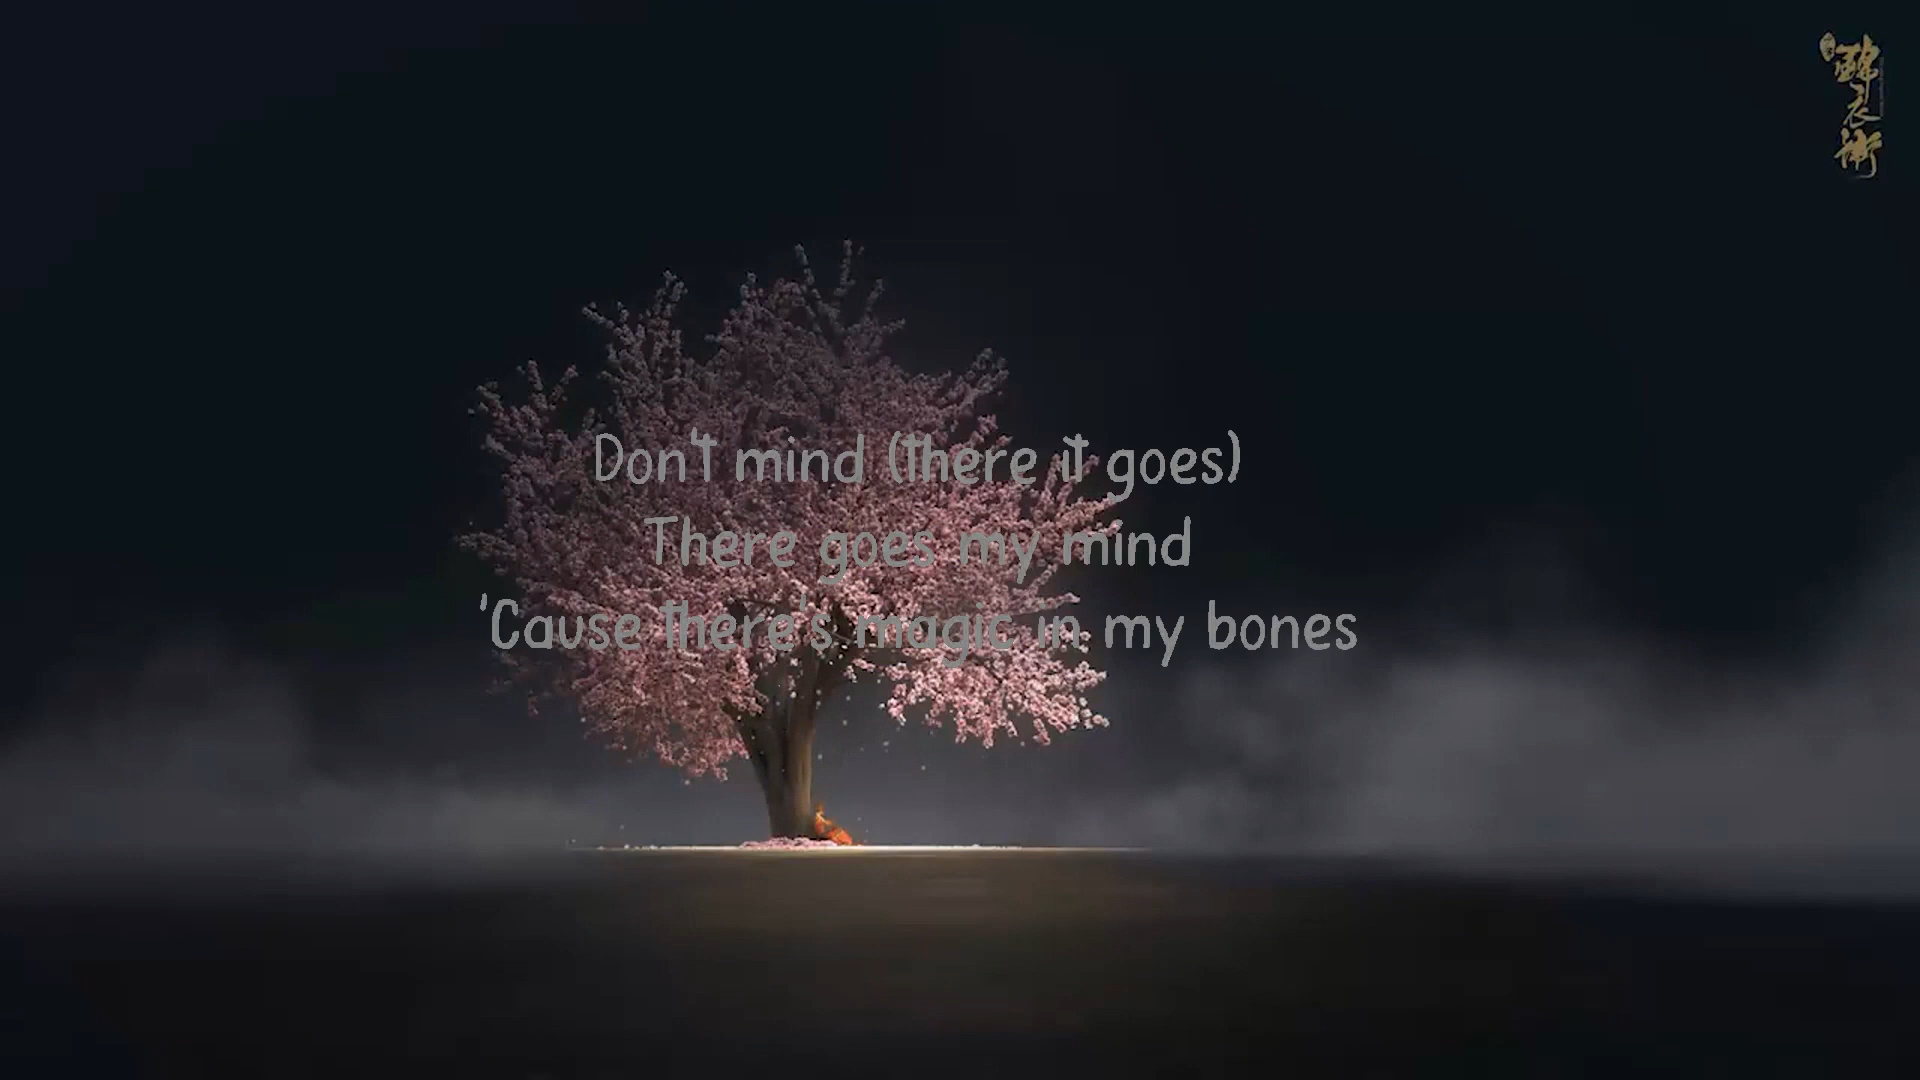 Don't mind (there it goes)
There goes my mind
'Cause there's magic in my bones
錦衣衛